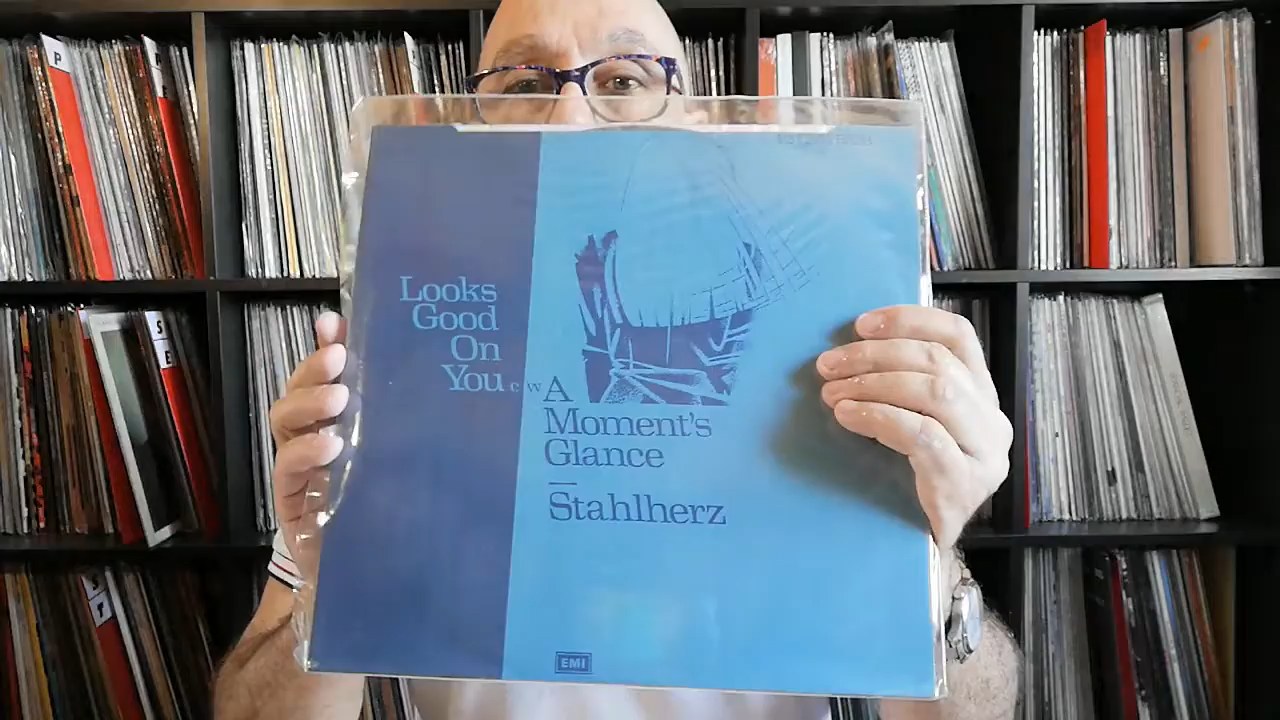 Looks
Good
On
You c w A
Moment's
Glance
Stahlherz
EMI
P
P
S
E
S
T